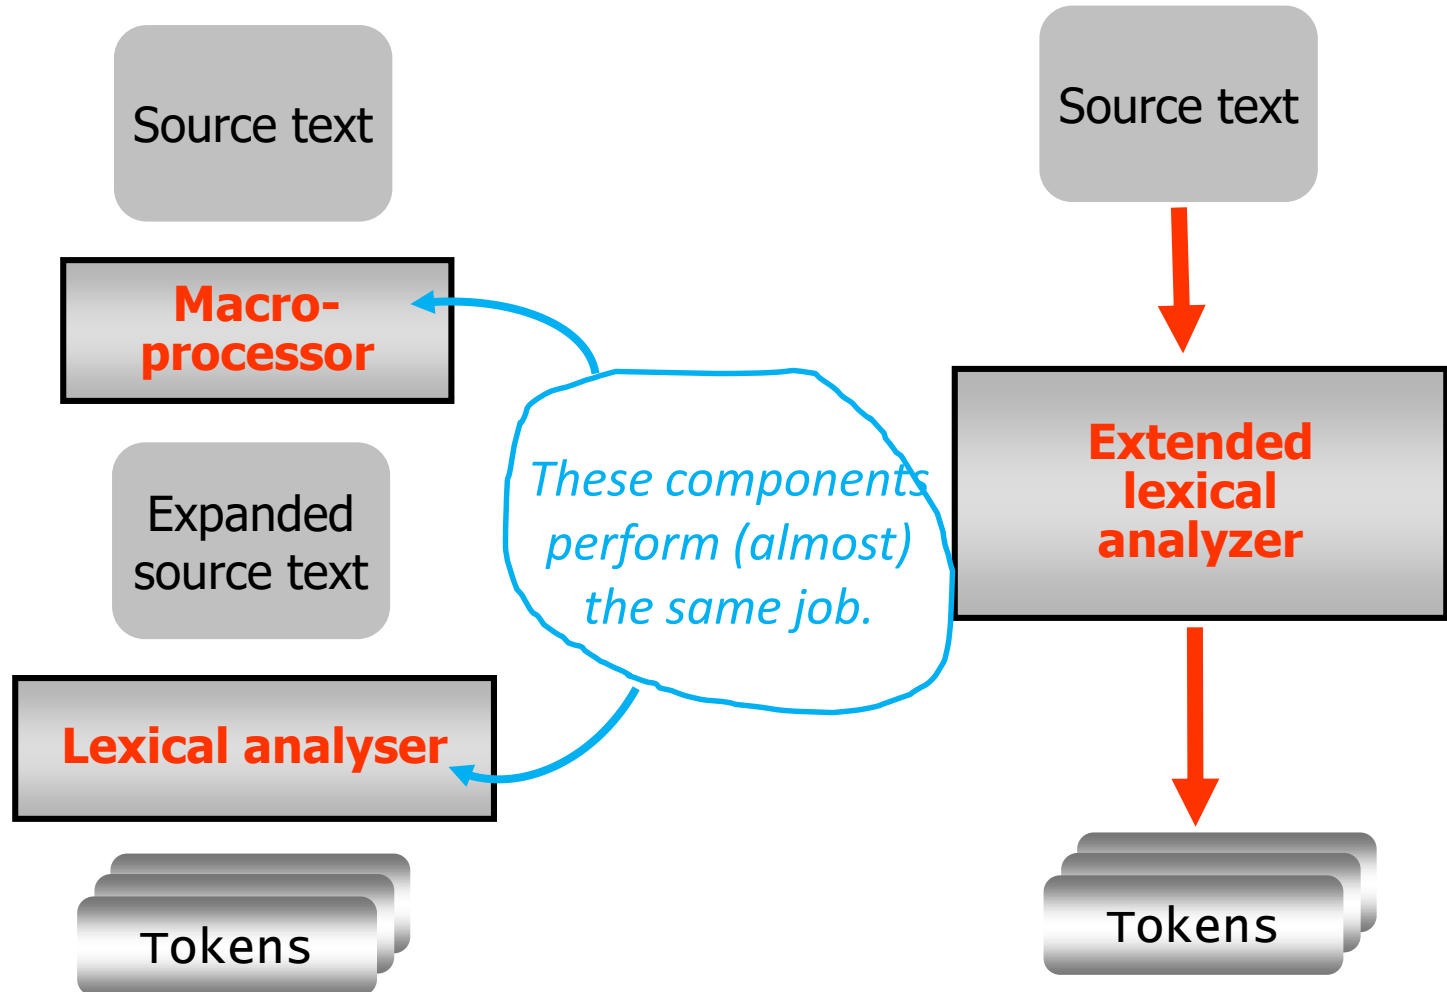 Source text
Macro-
processor
Expanded
source text
Lexical analyser
Tokens
These components
perform (almost)
the same job.
Source text
Extended
lexical
analyzer
Tokens